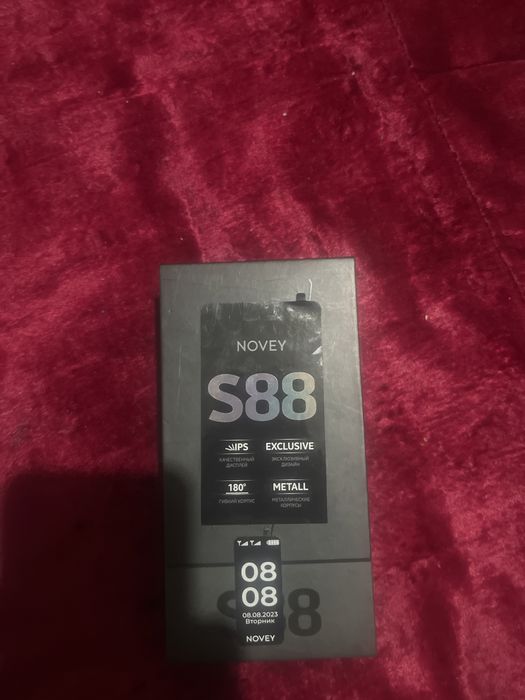 NOVEY
S88
IPS EXCLUSIVE
КАЧЕСТВЕННЫЙ ЭКСКЛЮЗИВНЫЙ
ДИСПЛЕЙ ДИЗАЙН
180° METALL
ГИБКИЙ КОРПУС МЕТАЛЛИЧЕСКИЕ
КОРПУСЫ
08
08
08.08.2023
Вторник
NOVEY
S88